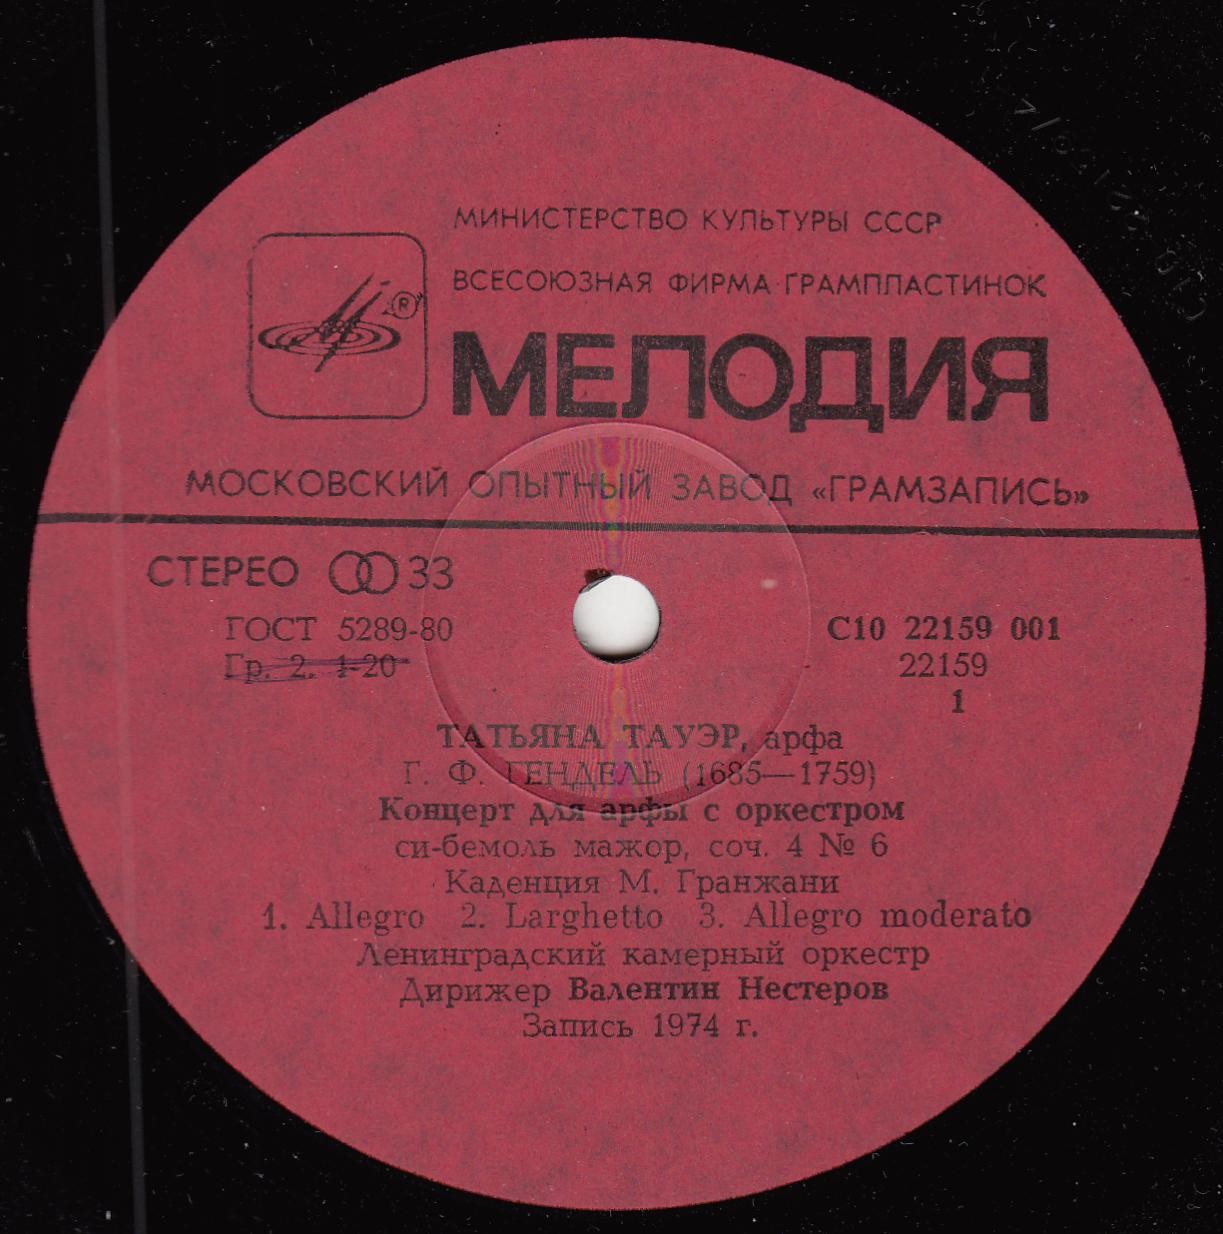 МИНИСТЕРСТВО КУЛЬТУРЫ СССР
ВСЕСОЮЗНАЯ ФИРМА ГРАМПЛАСТИНОК
®
МЕЛОДИЯ
МОСКОВСКИЙ ОПЫТНЫЙ ЗАВОД «ГРАМЗАПИСЬ»
СТЕРЕО 33
ГОСТ 5289-80
Гр. 2. 1-20
С10 22159 001
22159
1
ТАТЬЯНА ТАУЭР, арфа
Г. Ф. ГЕНДЕЛЬ (1685—1759)
Концерт для арфы с оркестром
си-бемоль мажор, соч. 4 № 6
Каденция М. Гранжани
1. Allegro 2. Larghetto 3. Allegro moderato
Ленинградский камерный оркестр
Дирижер Валентин Нестеров
Запись 1974 г.